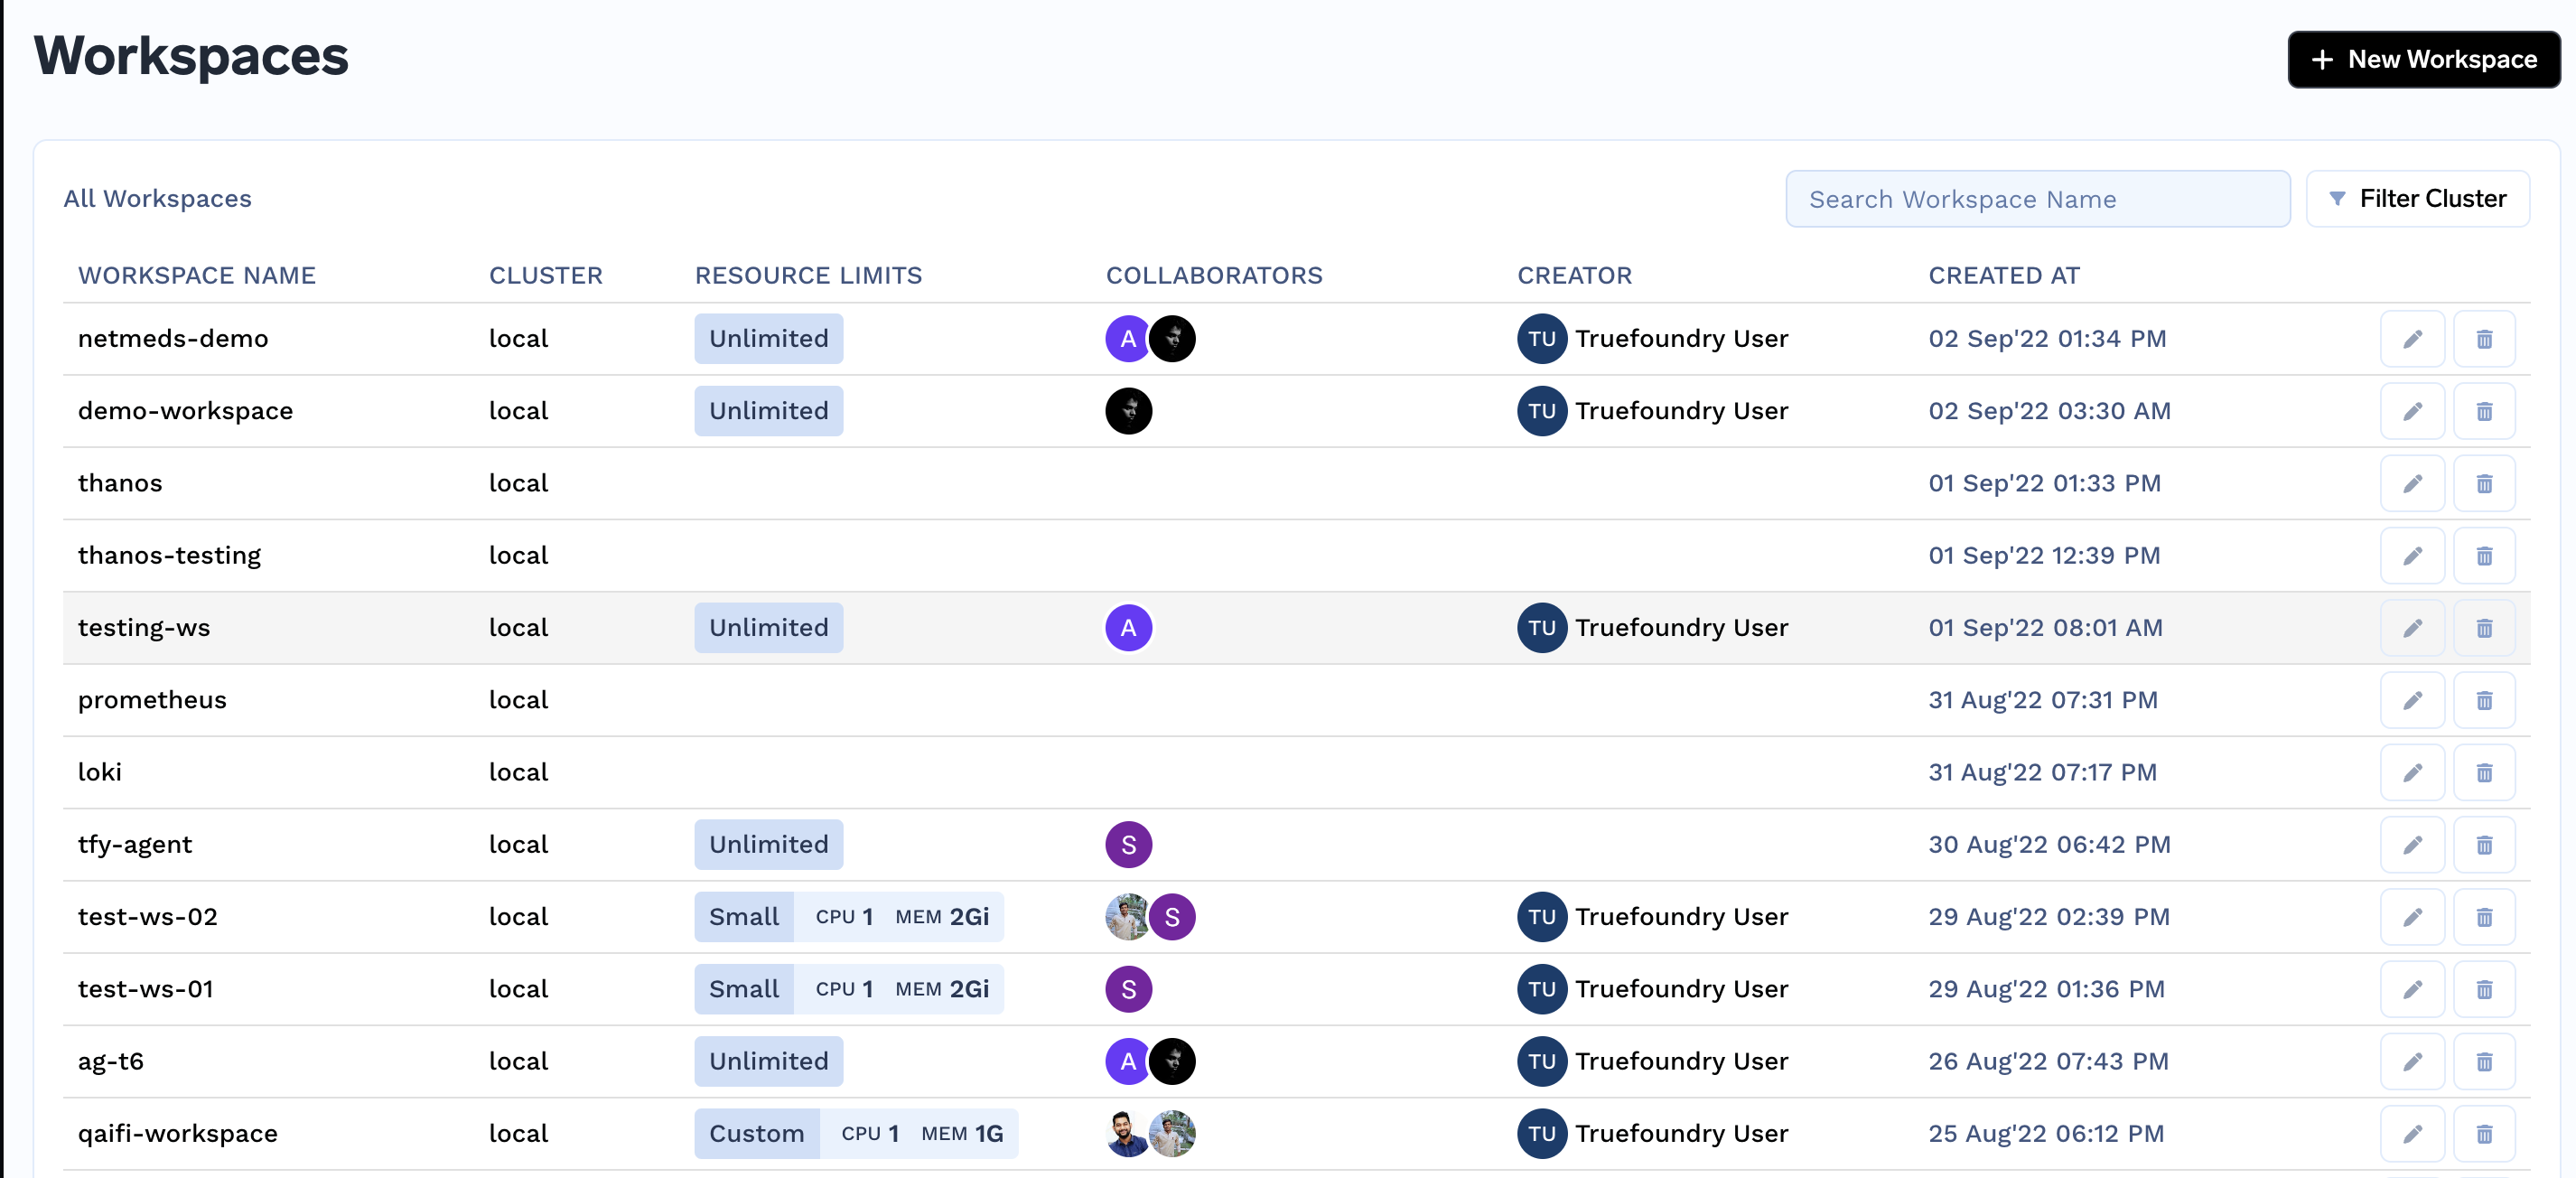 Workspaces
+ New Workspace
All Workspaces
Search Workspace Name
Filter Cluster
WORKSPACE NAME CLUSTER RESOURCE LIMITS COLLABORATORS CREATOR CREATED AT
netmeds-demo local Unlimited A TU Truefoundry User 02 Sep'22 01:34 PM
demo-workspace local Unlimited TU Truefoundry User 02 Sep'22 03:30 AM
thanos local 01 Sep'22 01:33 PM
thanos-testing local 01 Sep'22 12:39 PM
testing-ws local Unlimited A TU Truefoundry User 01 Sep'22 08:01 AM
prometheus local 31 Aug'22 07:31 PM
loki local 31 Aug'22 07:17 PM
tfy-agent local Unlimited S 30 Aug'22 06:42 PM
test-ws-02 local Small CPU 1 MEM 2Gi S TU Truefoundry User 29 Aug'22 02:39 PM
test-ws-01 local Small CPU 1 MEM 2Gi S TU Truefoundry User 29 Aug'22 01:36 PM
ag-t6 local Unlimited A TU Truefoundry User 26 Aug'22 07:43 PM
qaifi-workspace local Custom CPU 1 MEM 1G TU Truefoundry User 25 Aug'22 06:12 PM